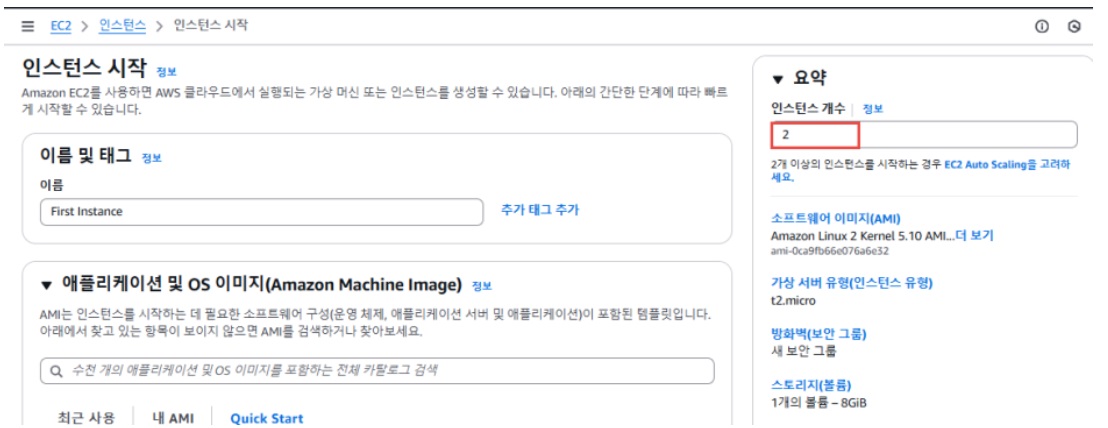 EC2 > 인스턴스 > 인스턴스 시작
인스턴스 시작 정보
Amazon EC2를 사용하면 AWS 클라우드에서 실행되는 가상 머신 또는 인스턴스를 생성할 수 있습니다. 아래의 간단한 단계에 따라 빠르
게 시작할 수 있습니다.
이름 및 태그 정보
이름
First Instance
추가 태그 추가
▼ 애플리케이션 및 OS 이미지(Amazon Machine Image) 정보
AMI는 인스턴스를 시작하는 데 필요한 소프트웨어 구성(운영 체제, 애플리케이션 서버 및 애플리케이션)이 포함된 템플릿입니다.
아래에서 찾고 있는 항목이 보이지 않으면 AMI를 검색하거나 찾아보세요.
수천 개의 애플리케이션 및 OS 이미지를 포함하는 전체 카탈로그 검색
최근 사용 내 AMI Quick Start
▼ 요약
인스턴스 개수 정보
2
2개 이상의 인스턴스를 시작하는 경우 EC2 Auto Scaling을 고려하
세요.
소프트웨어 이미지(AMI)
Amazon Linux 2 Kernel 5.10 AMI...더 보기
ami-0ca9fb66e076a6e32
가상 서버 유형(인스턴스 유형)
t2.micro
방화벽(보안 그룹)
새 보안 그룹
스토리지(볼륨)
1개의 볼륨 – 8GiB